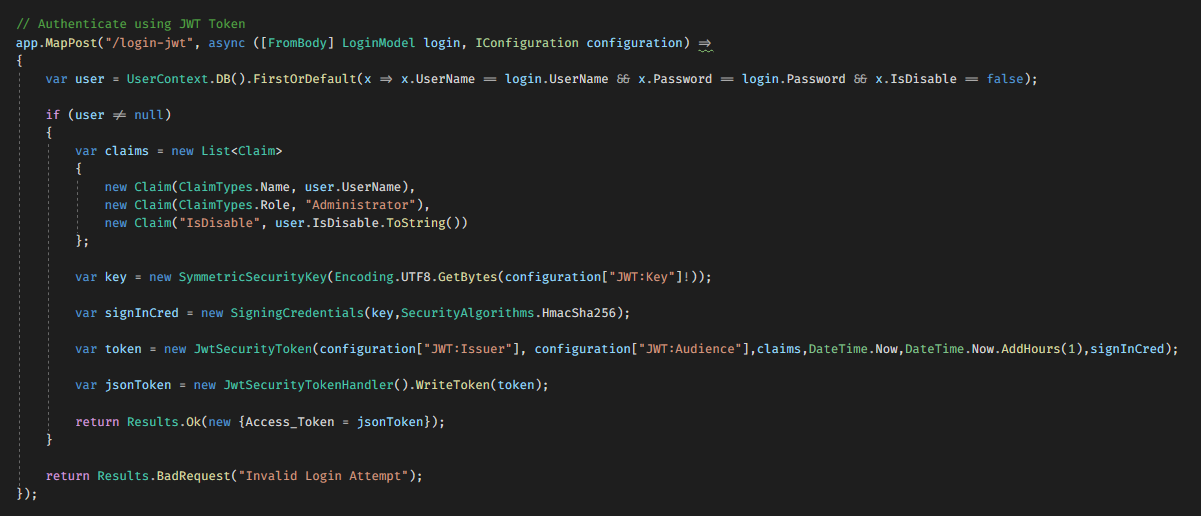 // Authenticate using JWT Token
app.MapPost("/login-jwt", async ([FromBody] LoginModel login, IConfiguration configuration) =>
{
    var user = UserContext.DB().FirstOrDefault(x => x.UserName == login.UserName && x.Password == login.Password && x.IsDisable == false);

    if (user != null)
    {
        var claims = new List<Claim>
        {
            new Claim(ClaimTypes.Name, user.UserName),
            new Claim(ClaimTypes.Role, "Administrator"),
            new Claim("IsDisable", user.IsDisable.ToString())
        };

        var key = new SymmetricSecurityKey(Encoding.UTF8.GetBytes(configuration["JWT:Key"]!));

        var signInCred = new SigningCredentials(key,SecurityAlgorithms.HmacSha256);

        var token = new JwtSecurityToken(configuration["JWT:Issuer"], configuration["JWT:Audience"],claims,DateTime.Now,DateTime.Now.AddHours(1),signInCred);

        var jsonToken = new JwtSecurityTokenHandler().WriteToken(token);

        return Results.Ok(new {Access_Token = jsonToken});
    }

    return Results.BadRequest("Invalid Login Attempt");
});